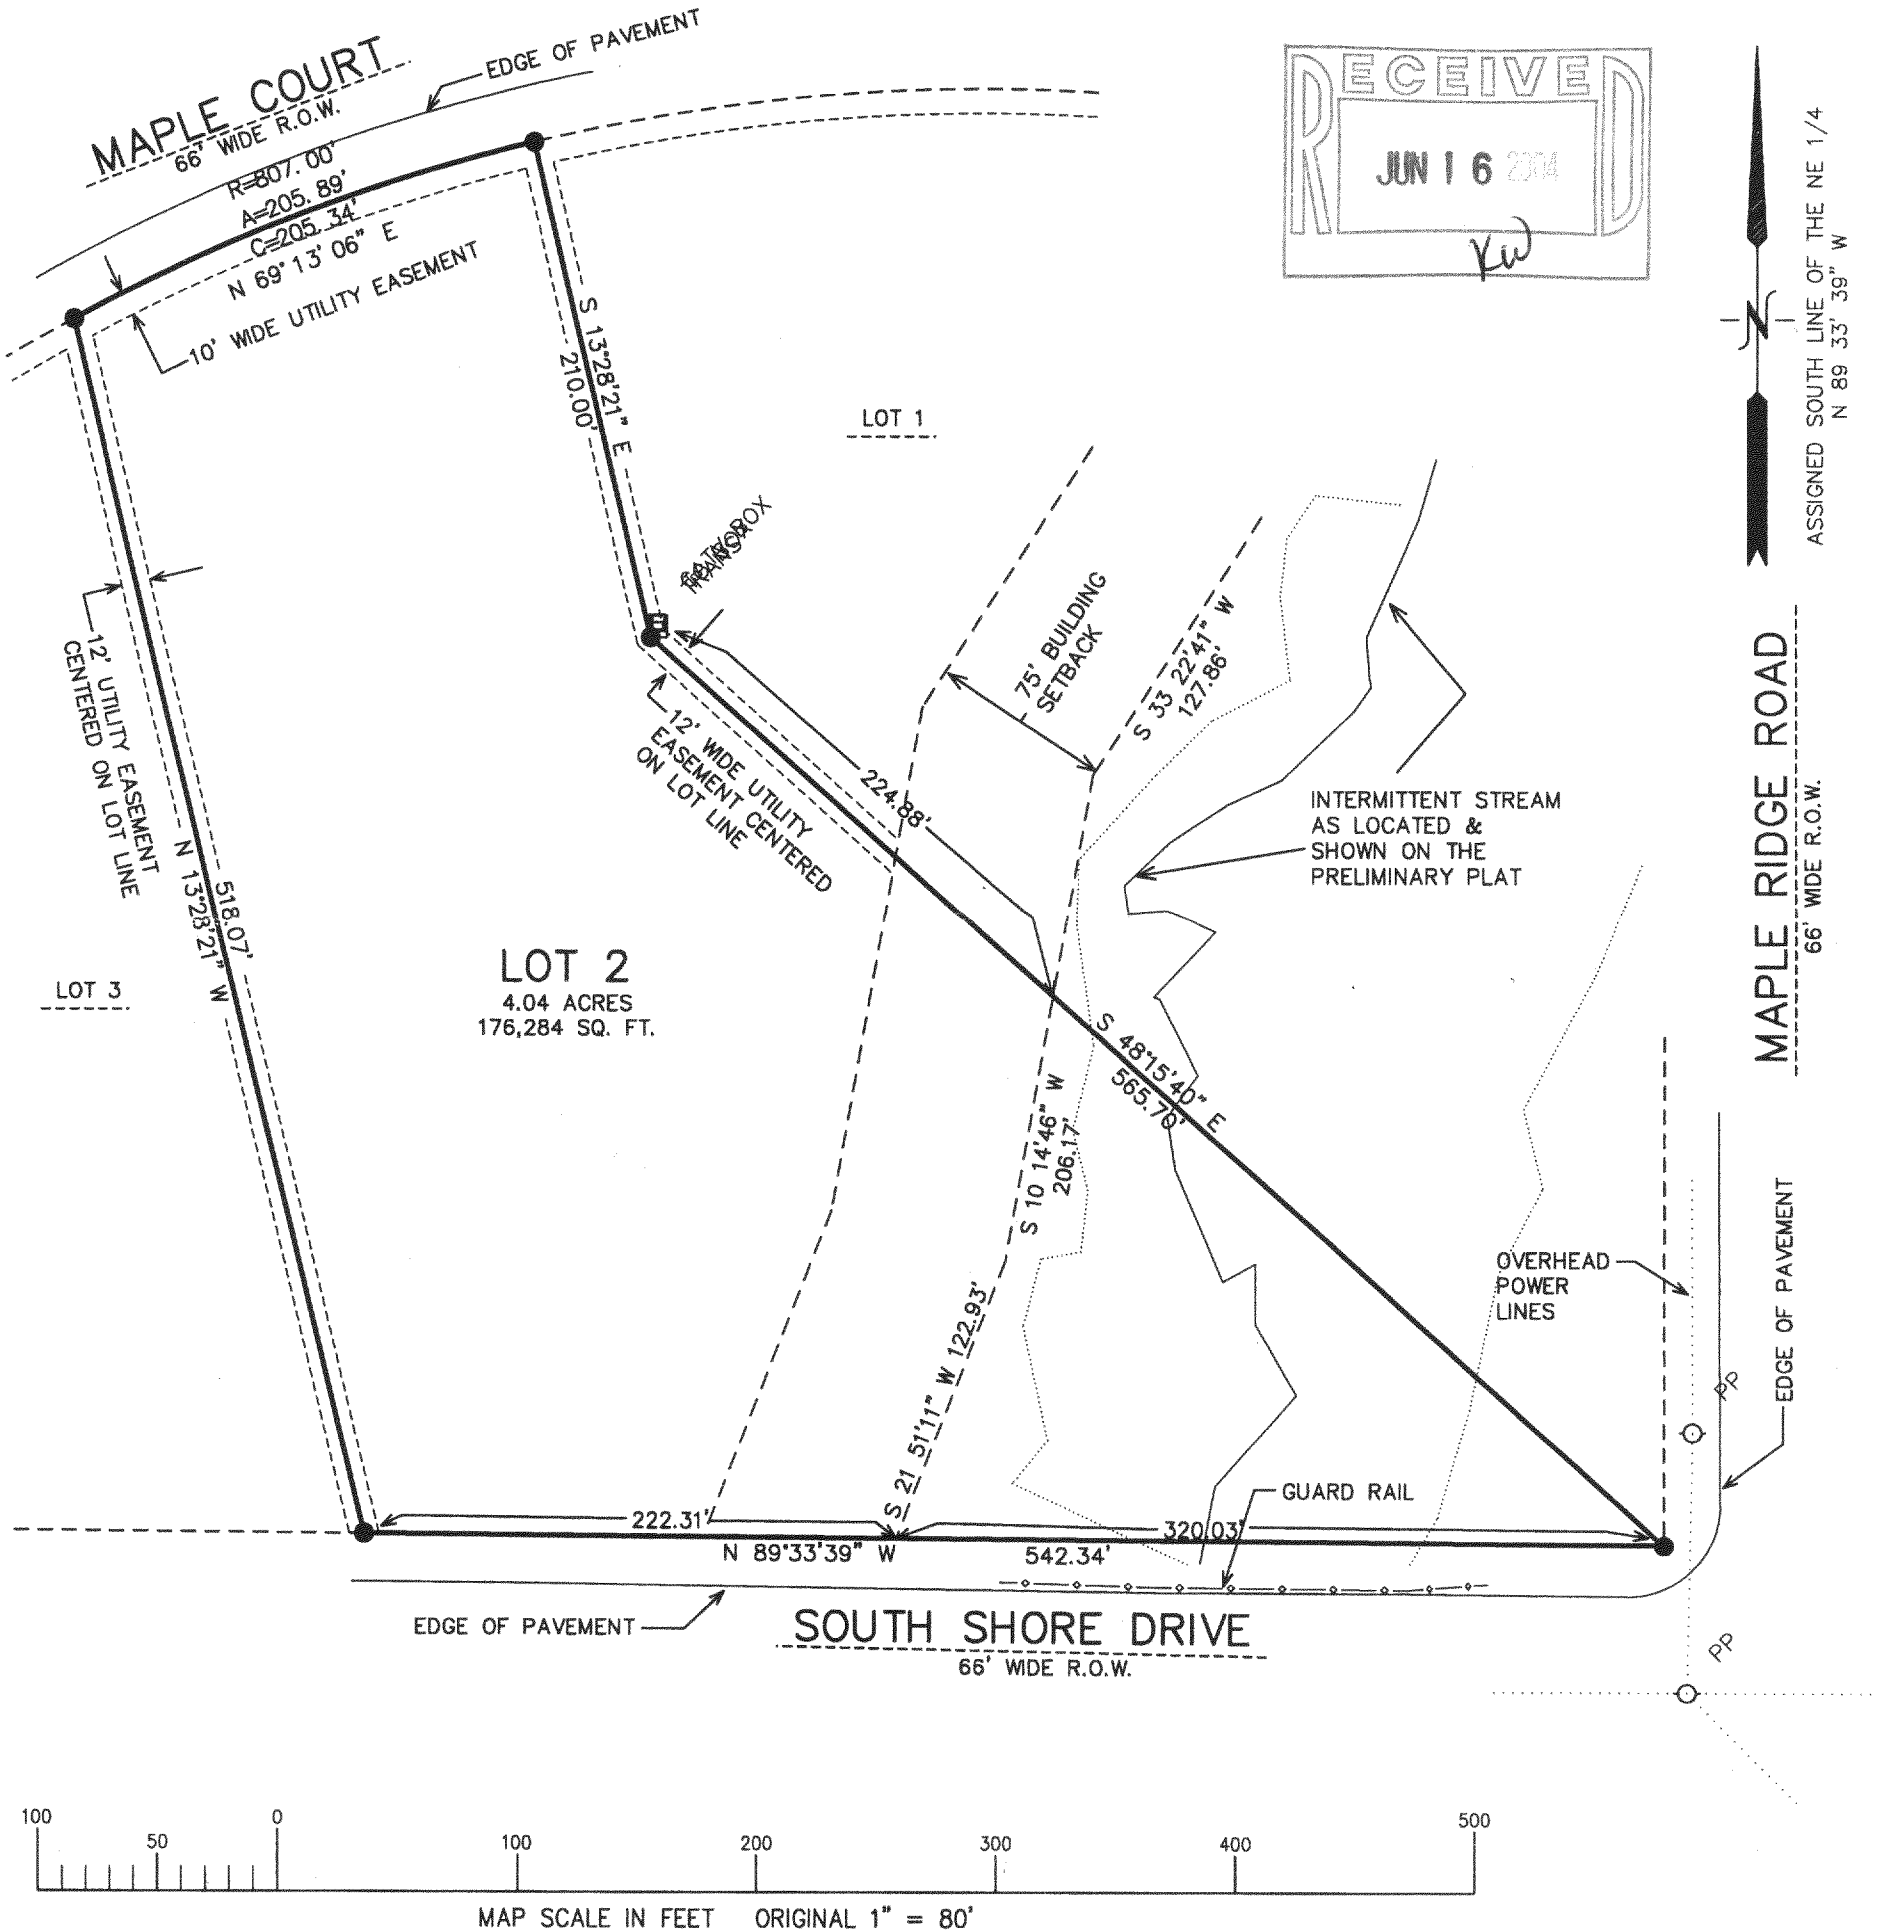 MAPLE COURT
66' WIDE R.O.W.
EDGE OF PAVEMENT
R=807.00'
A=205.89'
C=205.34'
N 69°13'06" E
10' WIDE UTILITY EASEMENT
RECEIVED
JUN 16 2004
KW
N
ASSIGNED SOUTH LINE OF THE NE 1/4
N 89 33' 39" W
S 13°28'21" E
210.00'
LOT 1
75' BUILDING
SETBACK
S 33 22'41" W
127.86'
12' UTILITY EASEMENT
CENTERED ON LOT LINE
N 13°28'21" W
518.07'
12' WIDE UTILITY
EASEMENT CENTERED
ON LOT LINE
224.88'
INTERMITTENT STREAM
AS LOCATED &
SHOWN ON THE
PRELIMINARY PLAT
MAPLE RIDGE ROAD
66' WIDE R.O.W.
LOT 3
LOT 2
4.04 ACRES
176,284 SQ. FT.
S 48°15'40" E
565.70'
S 10 14'46" W
206.17'
S 21 51'11" W 122.93'
OVERHEAD
POWER
LINES
EDGE OF PAVEMENT
PP
GUARD RAIL
222.31'
320.03'
N 89°33'39" W
542.34'
EDGE OF PAVEMENT
SOUTH SHORE DRIVE
66' WIDE R.O.W.
PP
100 50 0 100 200 300 400 500
MAP SCALE IN FEET ORIGINAL 1" = 80'